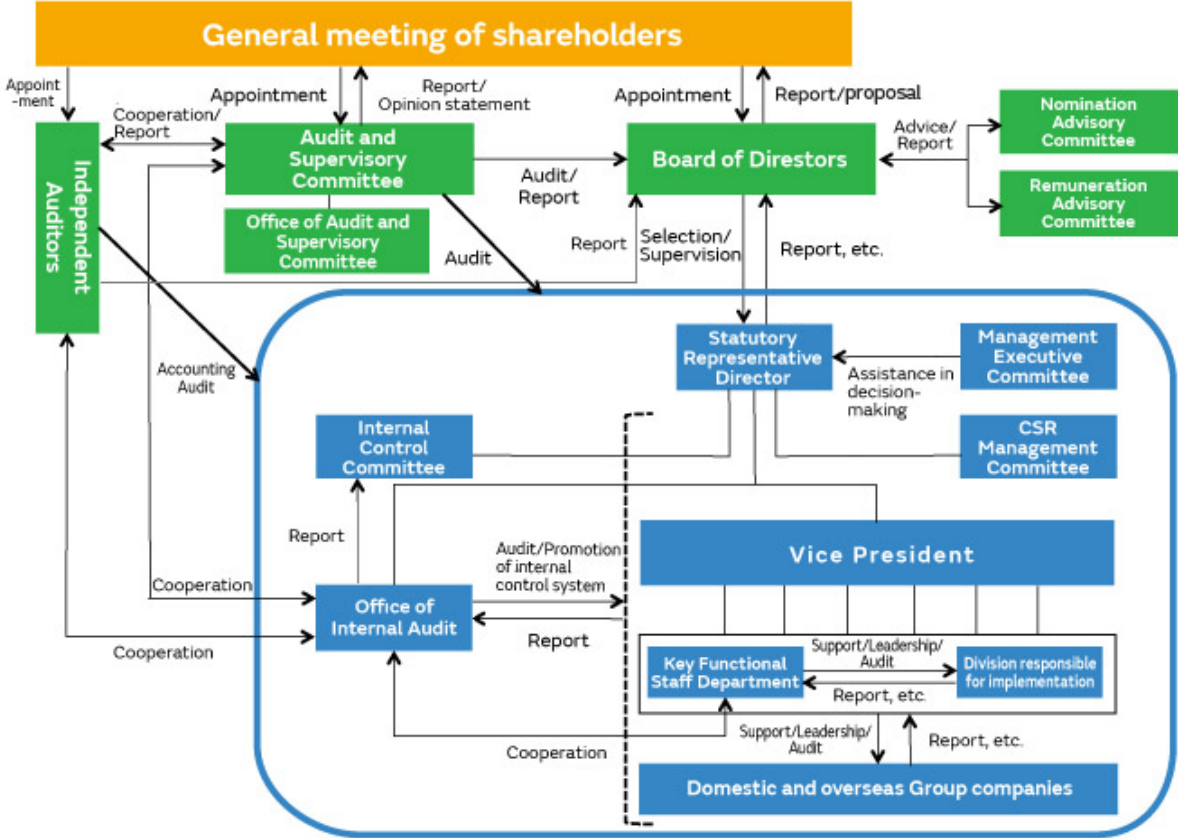 General meeting of shareholders
Appoint
-ment
Appointment
Report/
Opinion statement
Appointment
Report/proposal
Cooperation/
Report
Independent
Auditors
Audit and
Supervisory
Committee
Audit/
Report
Board of Direstors
Advice/
Report
Nomination
Advisory
Committee
Remuneration
Advisory
Committee
Office of Audit and
Supervisory
Committee
Audit
Report
Selection/
Supervision
Report, etc.
Accounting
Audit
Statutory
Representative
Director
Assistance in
decision-
making
Management
Executive
Committee
Internal
Control
Committee
CSR
Management
Committee
Report
Audit/Promotion
of internal
control system
Vice President
Cooperation
Office of
Internal Audit
Report
Cooperation
Key Functional
Staff Department
Support/Leadership/
Audit
Report, etc.
Division responsible
for implementation
Cooperation
Support/Leadership/
Audit
Report, etc.
Domestic and overseas Group companies